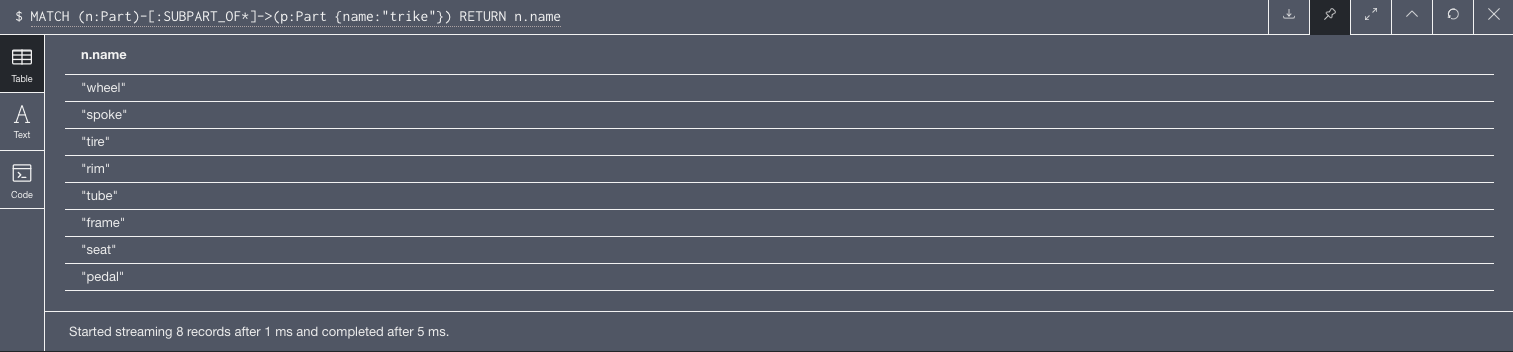 $ MATCH (n:Part)-[:SUBPART_OF*]->(p:Part {name:"trike"}) RETURN n.name
n.name
Table
"wheel"
"spoke"
Text
"tire"
"rim"
Code
"tube"
"frame"
"seat"
"pedal"
Started streaming 8 records after 1 ms and completed after 5 ms.